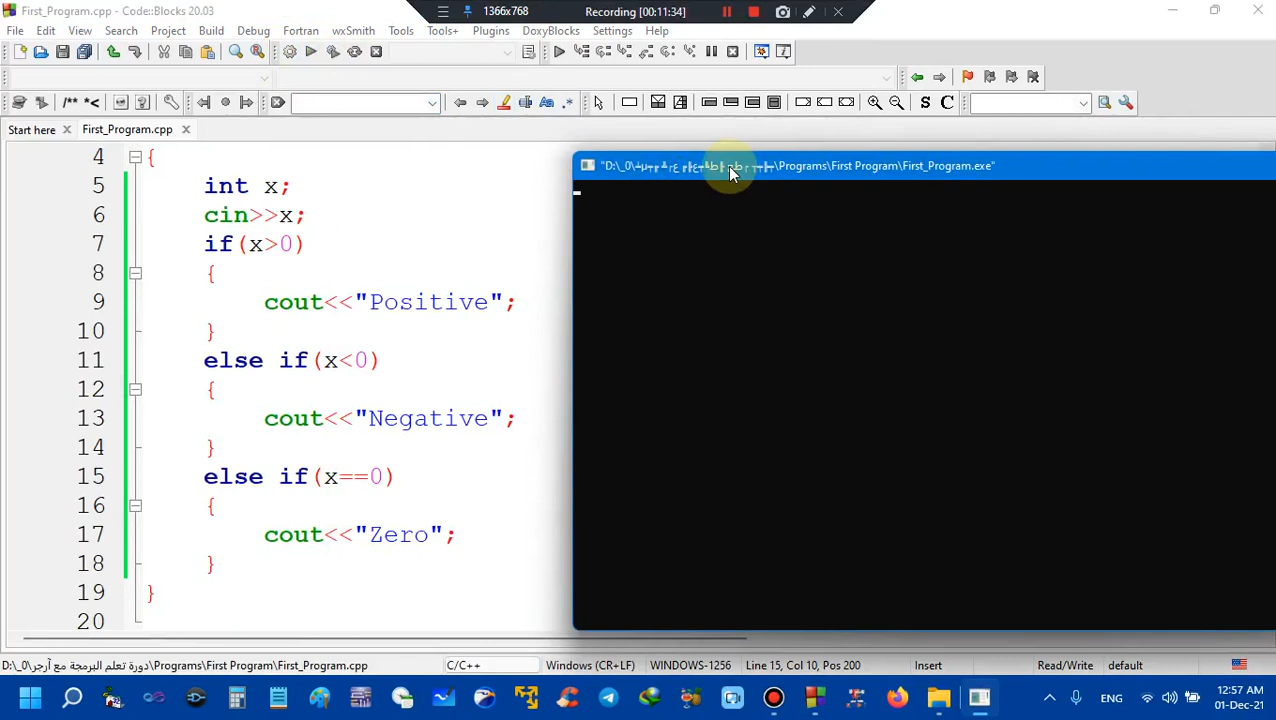 First_Program.cpp - Code::Blocks 20.03
1366x768
Recording [00:11:34]
File Edit View Search Project Build Debug Fortran wxSmith Tools Tools+ Plugins DoxyBlocks Settings Help
/** *<
Aa .*
S C
Start here
First_Program.cpp
4 {
5 int x;
6 cin>>x;
7 if(x>0)
8 {
9 cout<<"Positive";
10 }
11 else if(x<0)
12 {
13 cout<<"Negative";
14 }
15 else if(x==0)
16 {
17 cout<<"Zero";
18 }
19 }
20
"D:\_0\ \Programs\First Program\First_Program.exe"
D:\_0\دورة تعلم البرمجة مع آرجر\Programs\First Program\First_Program.cpp
C/C++
Windows (CR+LF)
WINDOWS-1256
Line 15, Col 10, Pos 200
Insert
Read/Write
default
ENG
12:57 AM
01-Dec-21